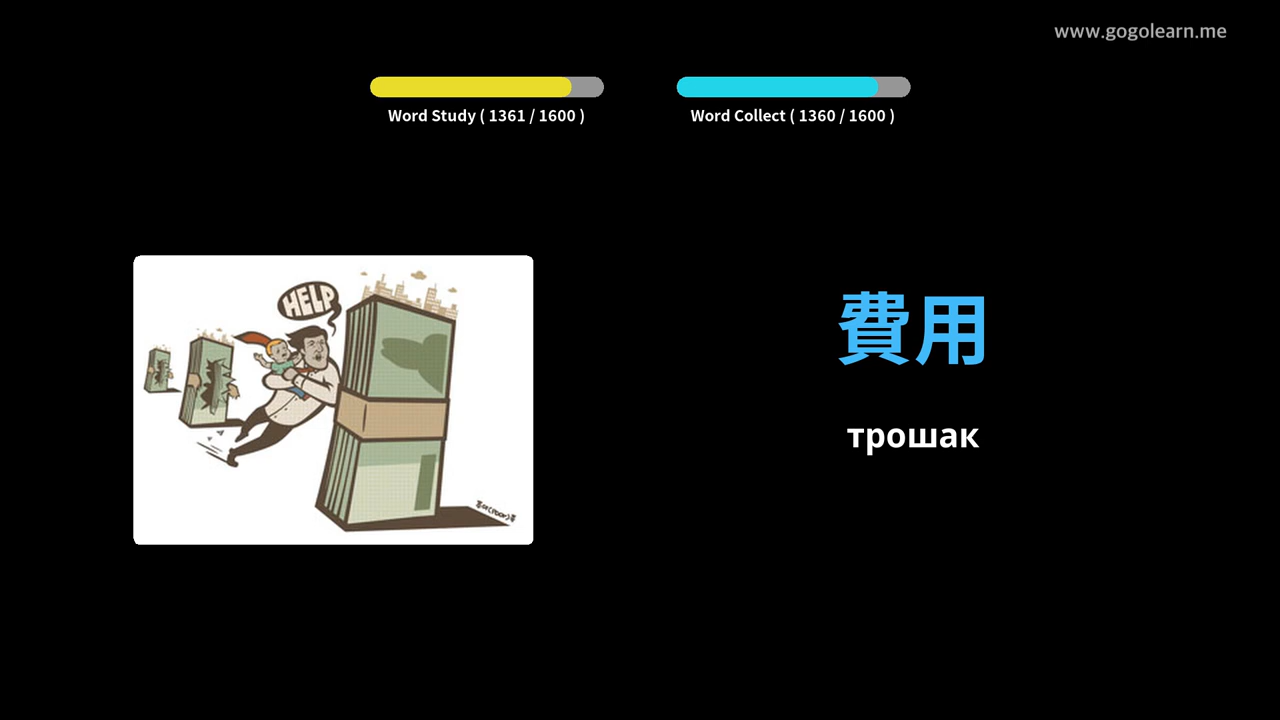 www.gogolearn.me
Word Study ( 1361 / 1600 )
Word Collect ( 1360 / 1600 )
HELP
費用
трошак